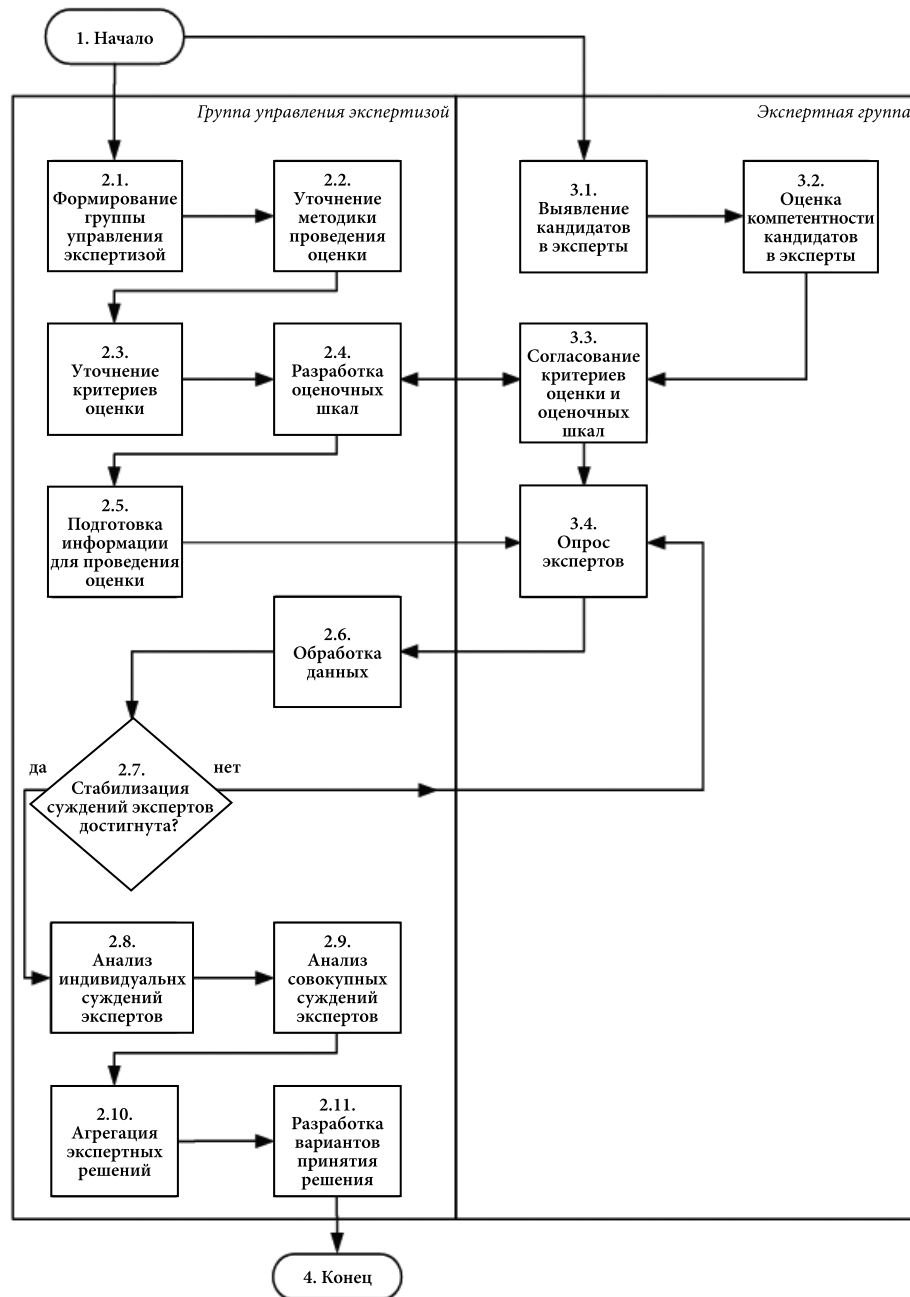 1. Начало
Группа управления экспертизой
Экспертная группа
2.1.
Формирование
группы
управления
экспертизой
2.2.
Уточнение
методики
проведения
оценки
3.1.
Выявление
кандидатов
в эксперты
3.2.
Оценка
компетентности
кандидатов
в эксперты
2.3.
Уточнение
критериев
оценки
2.4.
Разработка
оценочных
шкал
3.3.
Согласование
критериев
оценки и
оценочных
шкал
2.5.
Подготовка
информации
для проведения
оценки
3.4.
Опрос
экспертов
2.6.
Обработка
данных
да
2.7.
Стабилизация
суждений экспертов
достигнута?
нет
2.8.
Анализ
индивидуальнх
суждений
экспертов
2.9.
Анализ
совокупных
суждений
экспертов
2.10.
Агрегация
экспертных
решений
2.11.
Разработка
вариантов
принятия
решения
4. Конец